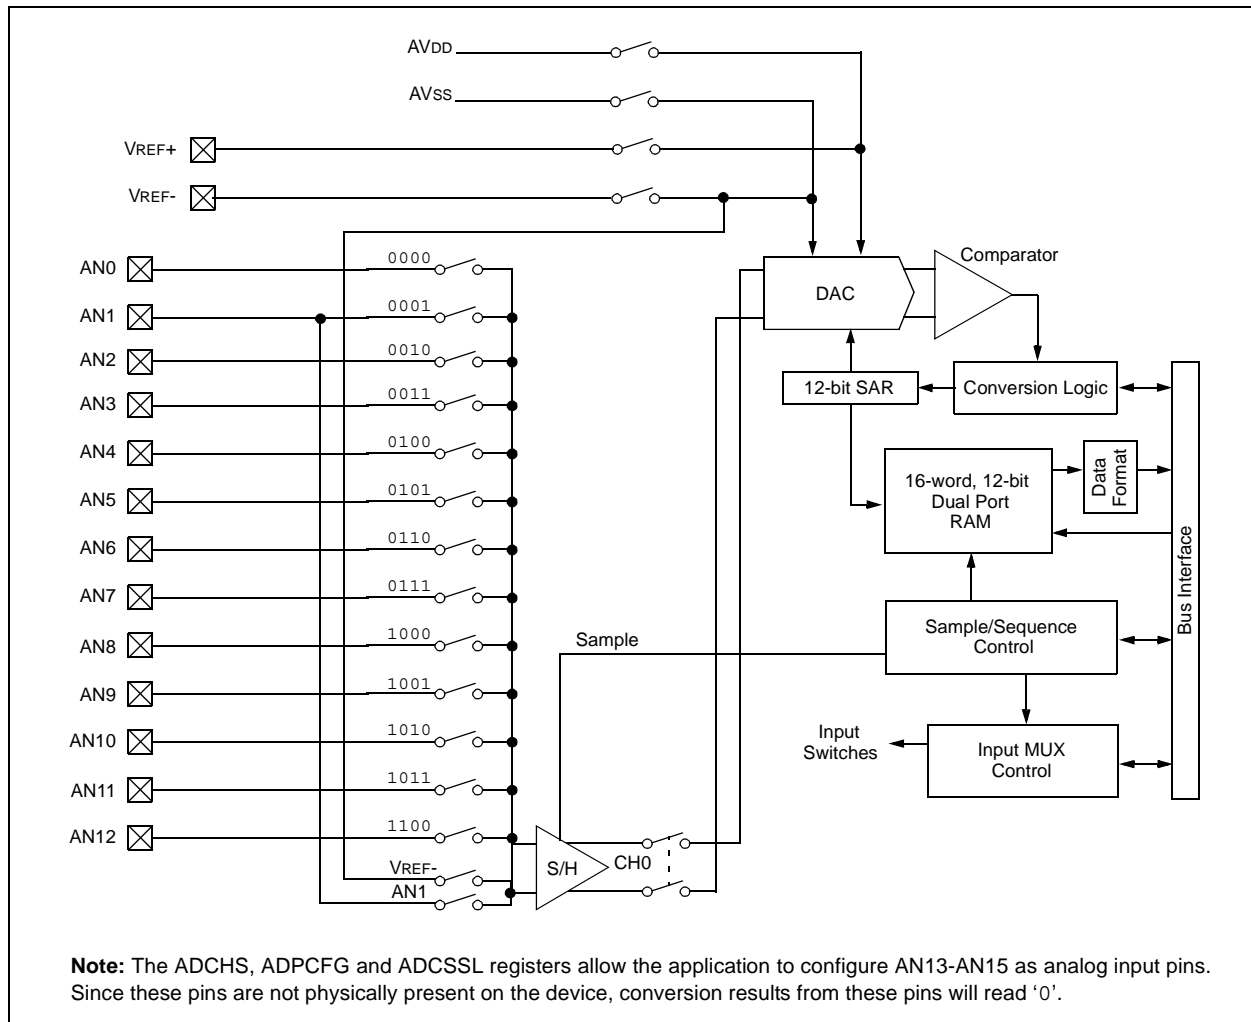 AVDD
AVSS
VREF+
VREF-
AN0
0000
AN1
0001
AN2
0010
AN3
0011
AN4
0100
AN5
0101
AN6
0110
AN7
0111
AN8
1000
AN9
1001
AN10
1010
AN11
1011
AN12
1100
VREF-
AN1
S/H
CH0
Sample
DAC
Comparator
12-bit SAR
Conversion Logic
16-word, 12-bit
Dual Port
RAM
Data
Format
Bus Interface
Sample/Sequence
Control
Input
Switches
Input MUX
Control
Note: The ADCHS, ADPCFG and ADCSSL registers allow the application to configure AN13-AN15 as analog input pins.
Since these pins are not physically present on the device, conversion results from these pins will read ‘0’.